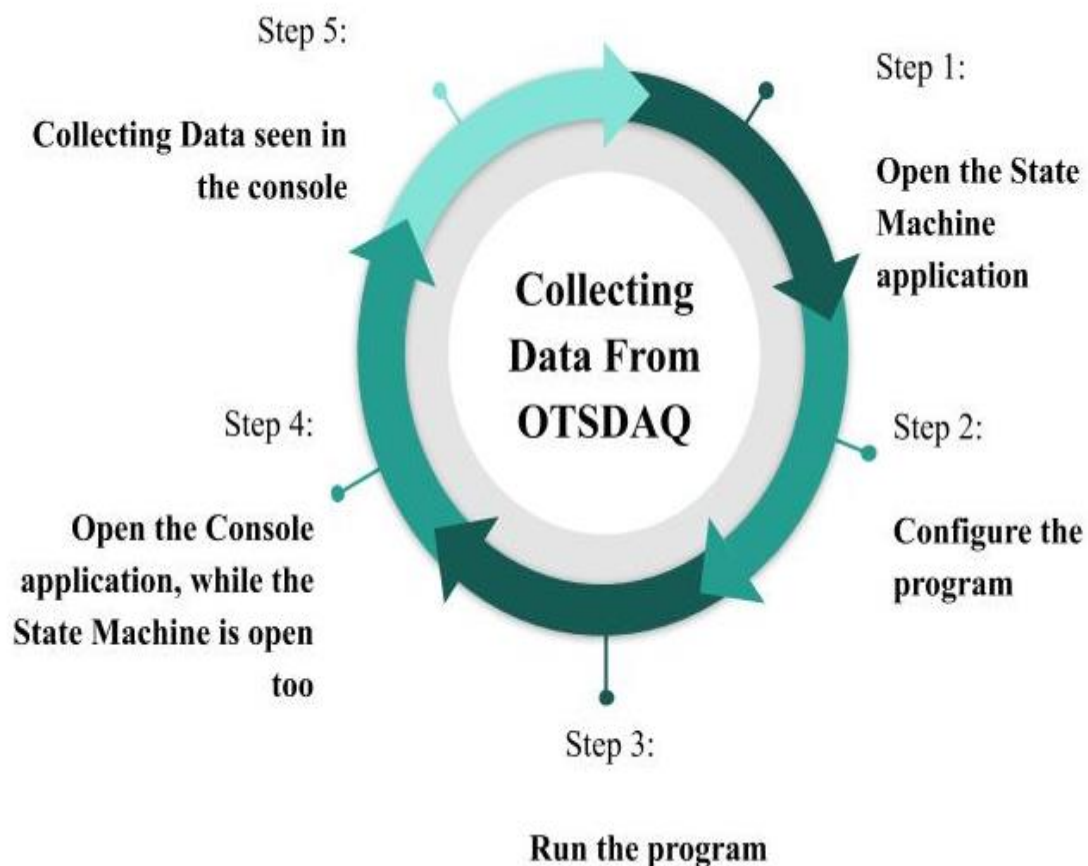 Collecting
Data From
OTSDAQ
Step 1:
Open the State
Machine
application
Step 2:
Configure the
program
Step 3:
Run the program
Step 4:
Open the Console
application, while the
State Machine is open
too
Step 5:
Collecting Data seen in
the console